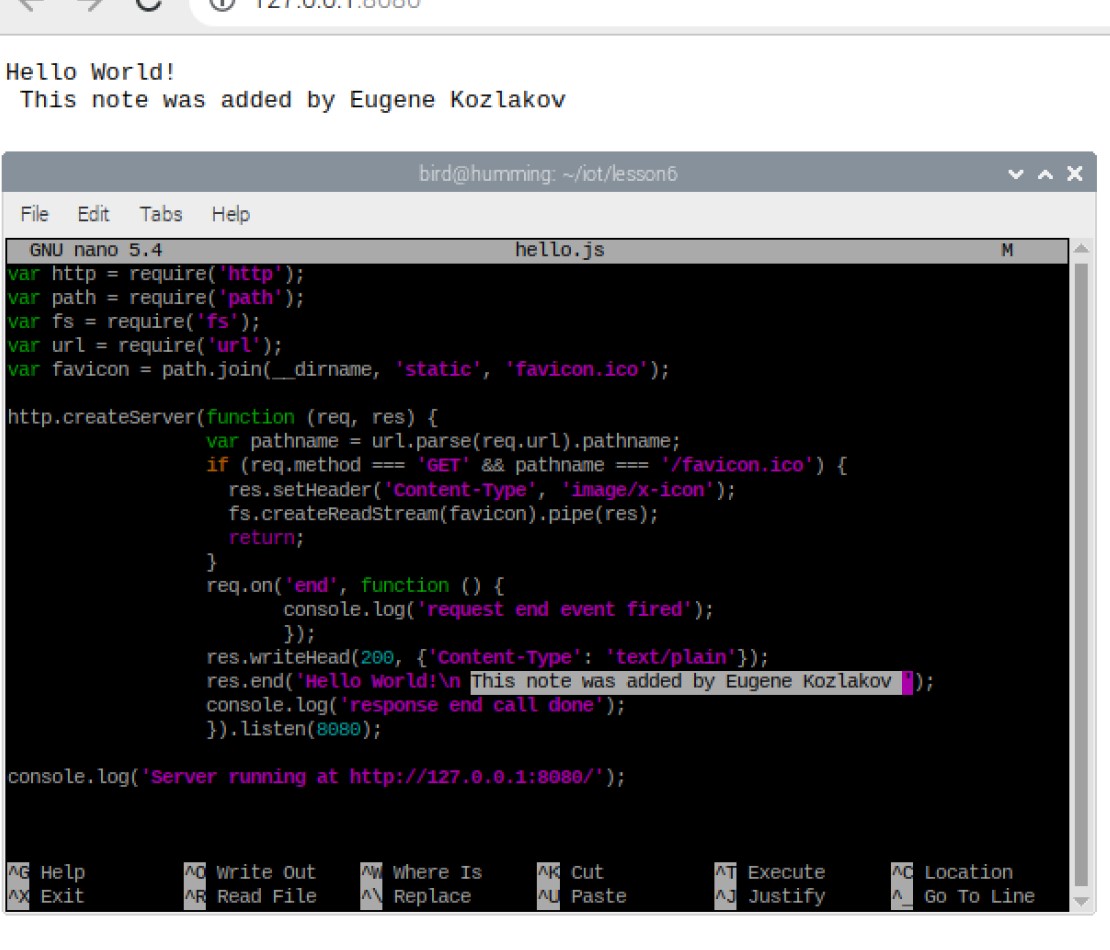 127.0.0.1:8080
Hello World!
 This note was added by Eugene Kozlakov
bird@humming: ~/iot/lesson6
File Edit Tabs Help
GNU nano 5.4 hello.js M
var http = require('http');
var path = require('path');
var fs = require('fs');
var url = require('url');
var favicon = path.join(__dirname, 'static', 'favicon.ico');
http.createServer(function (req, res) {
var pathname = url.parse(req.url).pathname;
if (req.method === 'GET' && pathname === '/favicon.ico') {
res.setHeader('Content-Type', 'image/x-icon');
fs.createReadStream(favicon).pipe(res);
return;
}
req.on('end', function () {
console.log('request end event fired');
});
res.writeHead(200, {'Content-Type': 'text/plain'});
res.end('Hello World!\n This note was added by Eugene Kozlakov ');
console.log('response end call done');
}).listen(8080);
console.log('Server running at http://127.0.0.1:8080/');
^G Help ^O Write Out ^W Where Is ^K Cut ^T Execute ^C Location
^X Exit ^R Read File ^\ Replace ^U Paste ^J Justify ^_ Go To Line